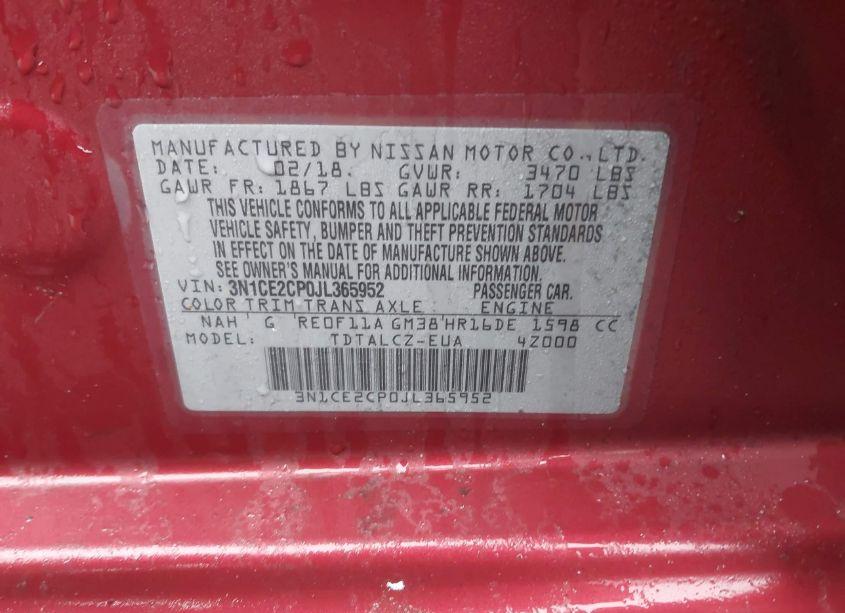 MANUFACTURED BY NISSAN MOTOR CO., LTD.
DATE: 02/18. GVWR: 3470 LBS
GAWR FR: 1867 LBS GAWR RR: 1704 LBS
THIS VEHICLE CONFORMS TO ALL APPLICABLE FEDERAL MOTOR
VEHICLE SAFETY, BUMPER AND THEFT PREVENTION STANDARDS
IN EFFECT ON THE DATE OF MANUFACTURE SHOWN ABOVE.
SEE OWNER'S MANUAL FOR ADDITIONAL INFORMATION.
VIN: 3N1CE2CP0JL365952 PASSENGER CAR.
COLOR TRIM TRANS AXLE ENGINE
NAH G RE0F11A GM38 HR16DE 1598 CC
MODEL: TDTALCZ-EUA 4Z000
3N1CE2CP0JL365952